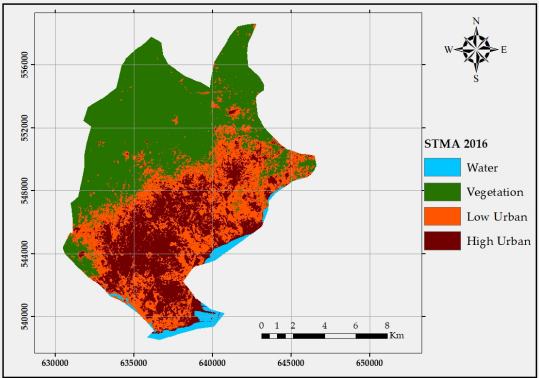 N
W E
S
STMA 2016
Water
Vegetation
Low Urban
High Urban
556000
552000
548000
544000
540000
0 1 2 4 6 8
Km
630000 635000 640000 645000 650000